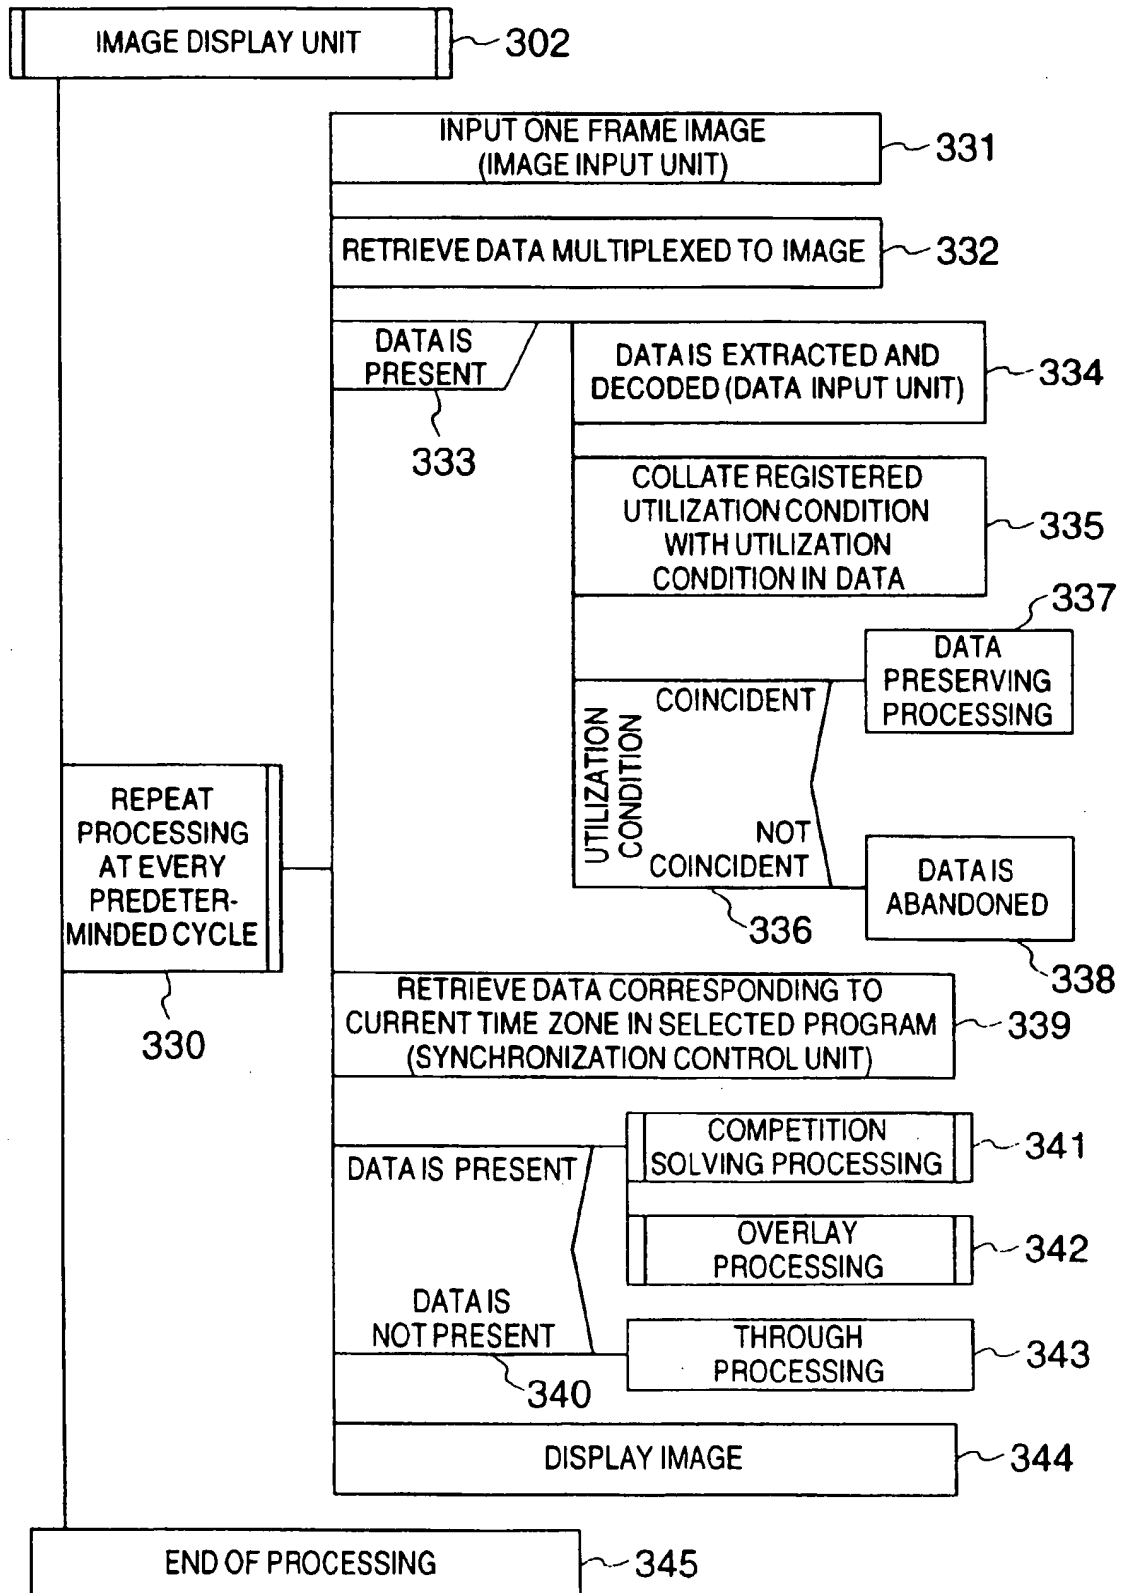 IMAGE DISPLAY UNIT
302
INPUT ONE FRAME IMAGE
(IMAGE INPUT UNIT)
331
RETRIEVE DATA MULTIPLEXED TO IMAGE
332
DATA IS
PRESENT
333
DATA IS EXTRACTED AND
DECODED (DATA INPUT UNIT)
334
COLLATE REGISTERED
UTILIZATION CONDITION
WITH UTILIZATION
CONDITION IN DATA
335
UTILIZATION
CONDITION
COINCIDENT
NOT
COINCIDENT
336
337
DATA
PRESERVING
PROCESSING
DATA IS
ABANDONED
338
REPEAT
PROCESSING
AT EVERY
PREDETER-
MINDED CYCLE
330
RETRIEVE DATA CORRESPONDING TO
CURRENT TIME ZONE IN SELECTED PROGRAM
(SYNCHRONIZATION CONTROL UNIT)
339
DATA IS PRESENT
DATA IS
NOT PRESENT
340
COMPETITION
SOLVING PROCESSING
341
OVERLAY
PROCESSING
342
THROUGH
PROCESSING
343
DISPLAY IMAGE
344
END OF PROCESSING
345